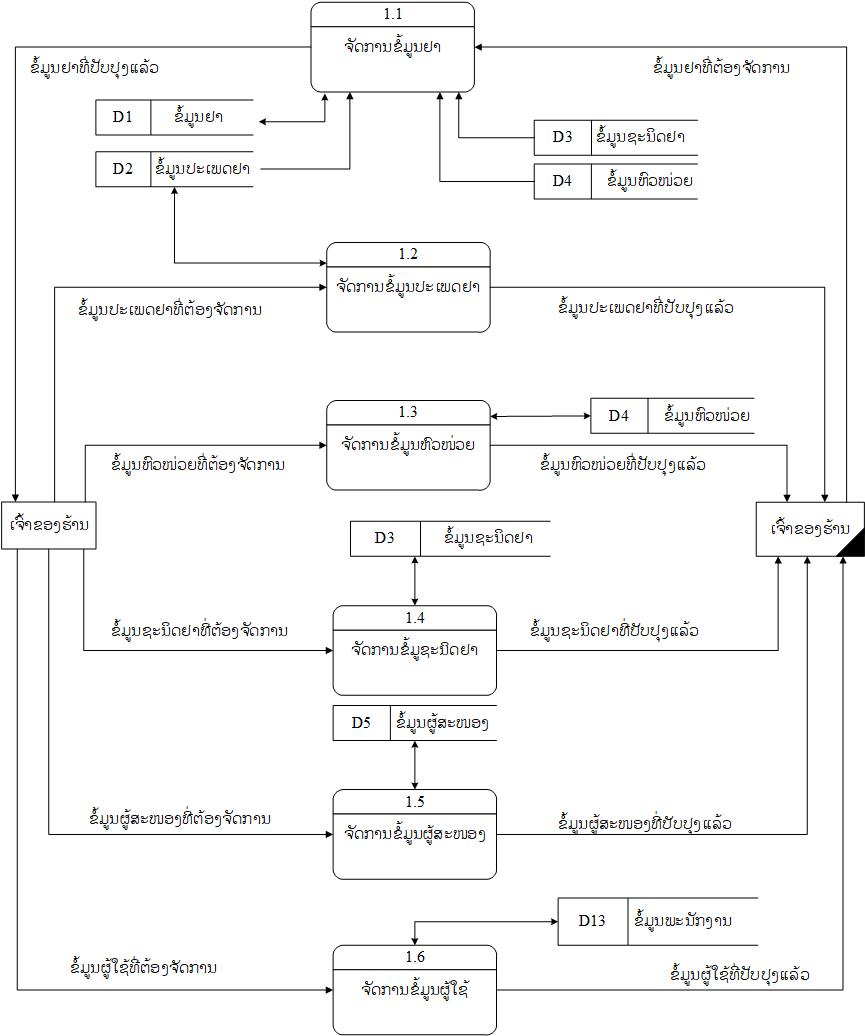 1.1
ຈັດການຂໍ້ມູນຢາ
ຂໍ້ມູນຢາທີ່ປັບປຸງແລ້ວ
ຂໍ້ມູນຢາທີ່ຕ້ອງຈັດການ
D1 ຂໍ້ມູນຢາ
D3 ຂໍ້ມູນຊະນິດຢາ
D2 ຂໍ້ມູນປະເພດຢາ
D4 ຂໍ້ມູນຫົວໜ່ວຍ
1.2
ຈັດການຂໍ້ມູນປະເພດຢາ
ຂໍ້ມູນປະເພດຢາທີ່ຕ້ອງຈັດການ
ຂໍ້ມູນປະເພດຢາທີ່ປັບປຸງແລ້ວ
1.3
D4 ຂໍ້ມູນຫົວໜ່ວຍ
ຈັດການຂໍ້ມູນຫົວໜ່ວຍ
ຂໍ້ມູນຫົວໜ່ວຍທີ່ຕ້ອງຈັດການ
ຂໍ້ມູນຫົວໜ່ວຍທີ່ປັບປຸງແລ້ວ
ເຈົ້າຂອງຮ້ານ
ເຈົ້າຂອງຮ້ານ
D3 ຂໍ້ມູນຊະນິດຢາ
1.4
ຂໍ້ມູນຊະນິດຢາທີ່ຕ້ອງຈັດການ
ຂໍ້ມູນຊະນິດຢາທີ່ປັບປຸງແລ້ວ
ຈັດການຂໍ້ມູຊະນິດຢາ
D5 ຂໍ້ມູນຜູ້ສະໜອງ
1.5
ຂໍ້ມູນຜູ້ສະໜອງທີ່ຕ້ອງຈັດການ
ຂໍ້ມູນຜູ້ສະໜອງທີ່ປັບປຸງແລ້ວ
ຈັດການຂໍ້ມູນຜູ້ສະໜອງ
D13 ຂໍ້ມູນພະນັກງານ
1.6
ຂໍ້ມູນຜູ້ໃຊ້ທີ່ຕ້ອງຈັດການ
ຂໍ້ມູນຜູ້ໃຊ້ທີ່ປັບປຸງແລ້ວ
ຈັດການຂໍ້ມູນຜູ້ໃຊ້